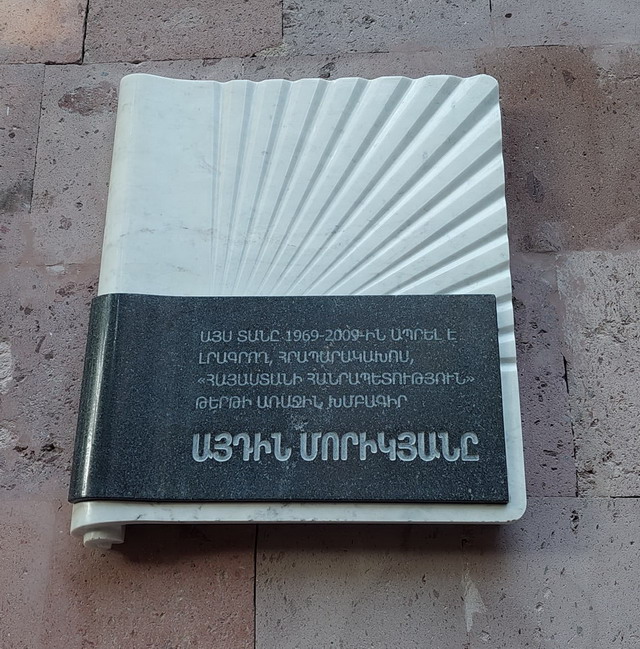 ԱՅՍ ՏԱՆԸ 1969-2009-ԻՆ ԱՊՐԵԼ Է
ԼՐԱԳՐՈՂ, ՀՐԱՊԱՐԱԿԱԽՈՍ,
«ՀԱՅԱՍՏԱՆԻ ՀԱՆՐԱՊԵՏՈՒԹՅՈՒՆ»
ԹԵՐԹԻ ԱՌԱՋԻՆ ԽՄԲԱԳԻՐ
ԱՅԴԻՆ ՄՈՐԻԿՅԱՆԸ